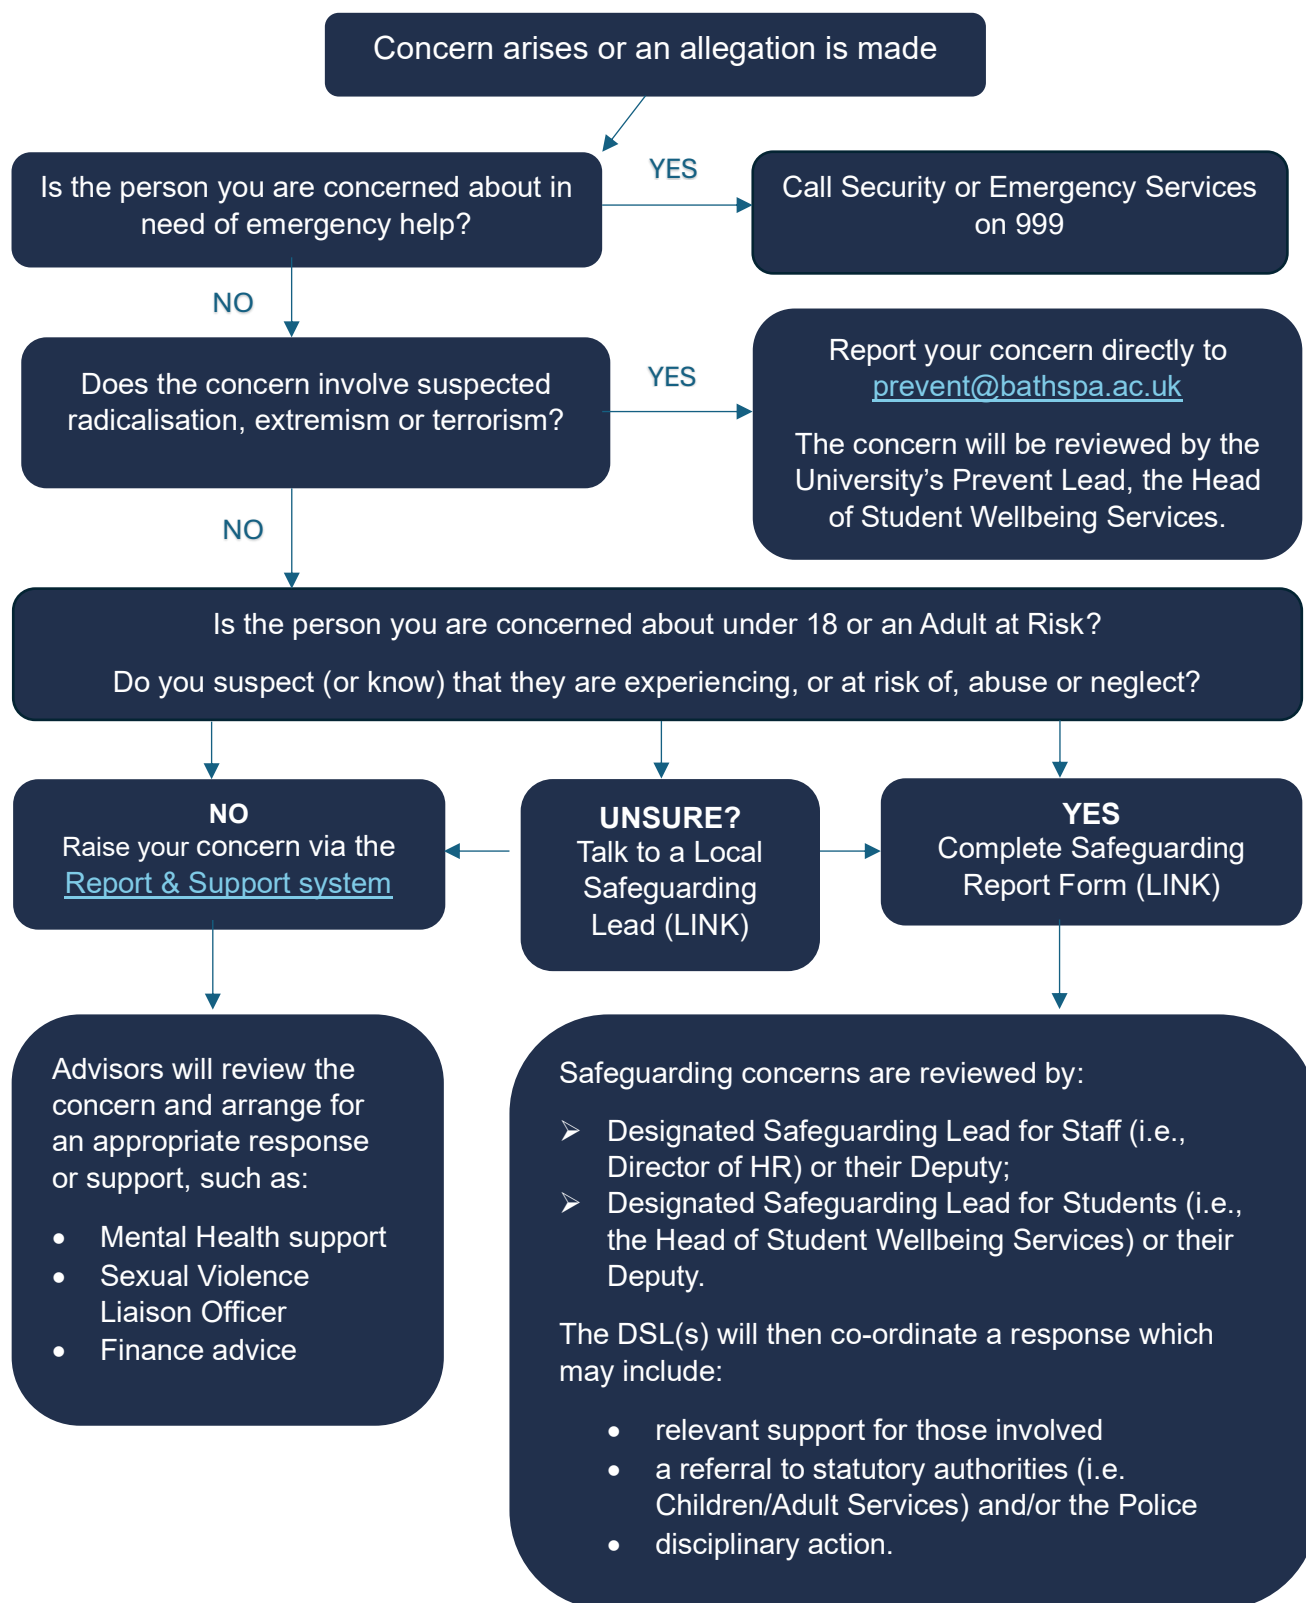 Concern arises or an allegation is made
Is the person you are concerned about in
need of emergency help?
YES
Call Security or Emergency Services
on 999
NO
Does the concern involve suspected
radicalisation, extremism or terrorism?
YES
Report your concern directly to
prevent@bathspa.ac.uk
The concern will be reviewed by the
University’s Prevent Lead, the Head
of Student Wellbeing Services.
NO
Is the person you are concerned about under 18 or an Adult at Risk?
Do you suspect (or know) that they are experiencing, or at risk of, abuse or neglect?
NO
Raise your concern via the
Report & Support system
UNSURE?
Talk to a Local
Safeguarding
Lead (LINK)
YES
Complete Safeguarding
Report Form (LINK)
Advisors will review the
concern and arrange for
an appropriate response
or support, such as:
• Mental Health support
• Sexual Violence
Liaison Officer
• Finance advice
Safeguarding concerns are reviewed by:
➢ Designated Safeguarding Lead for Staff (i.e.,
Director of HR) or their Deputy;
➢ Designated Safeguarding Lead for Students (i.e.,
the Head of Student Wellbeing Services) or their
Deputy.
The DSL(s) will then co-ordinate a response which
may include:
• relevant support for those involved
• a referral to statutory authorities (i.e.
Children/Adult Services) and/or the Police
• disciplinary action.